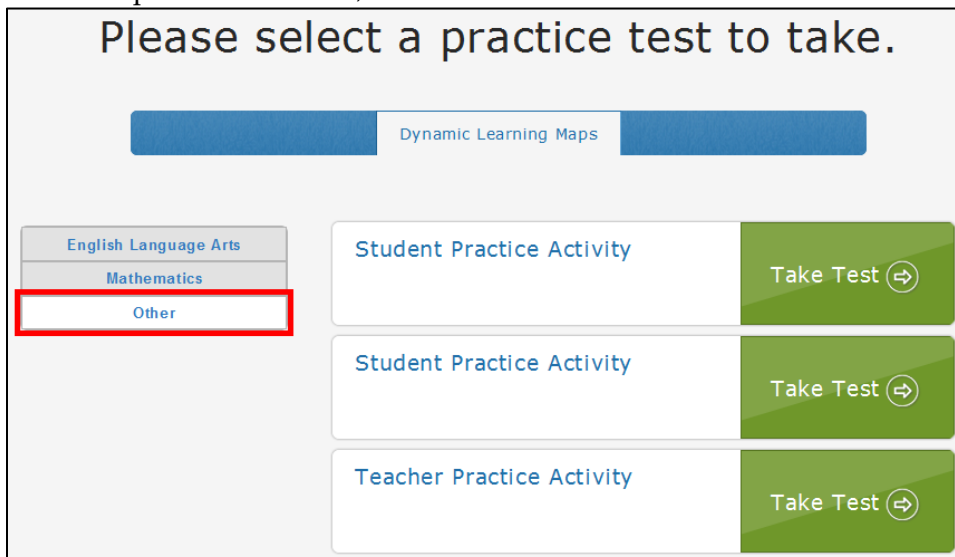 Please select a practice test to take.
Dynamic Learning Maps
English Language Arts
Mathematics
Other
Student Practice Activity
Take Test
Student Practice Activity
Take Test
Teacher Practice Activity
Take Test